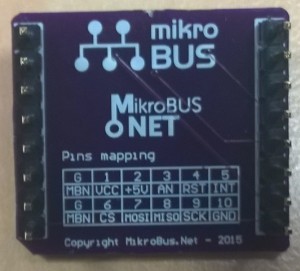 mikro
BUS
MikroBUS
NET
Pins mapping
G 1 2 3 4 5
MBN VCC +5V AN RST INT
G 6 7 8 9 10
MBN CS MOSI MISO SCK GND
Copyright MikroBus.Net - 2015